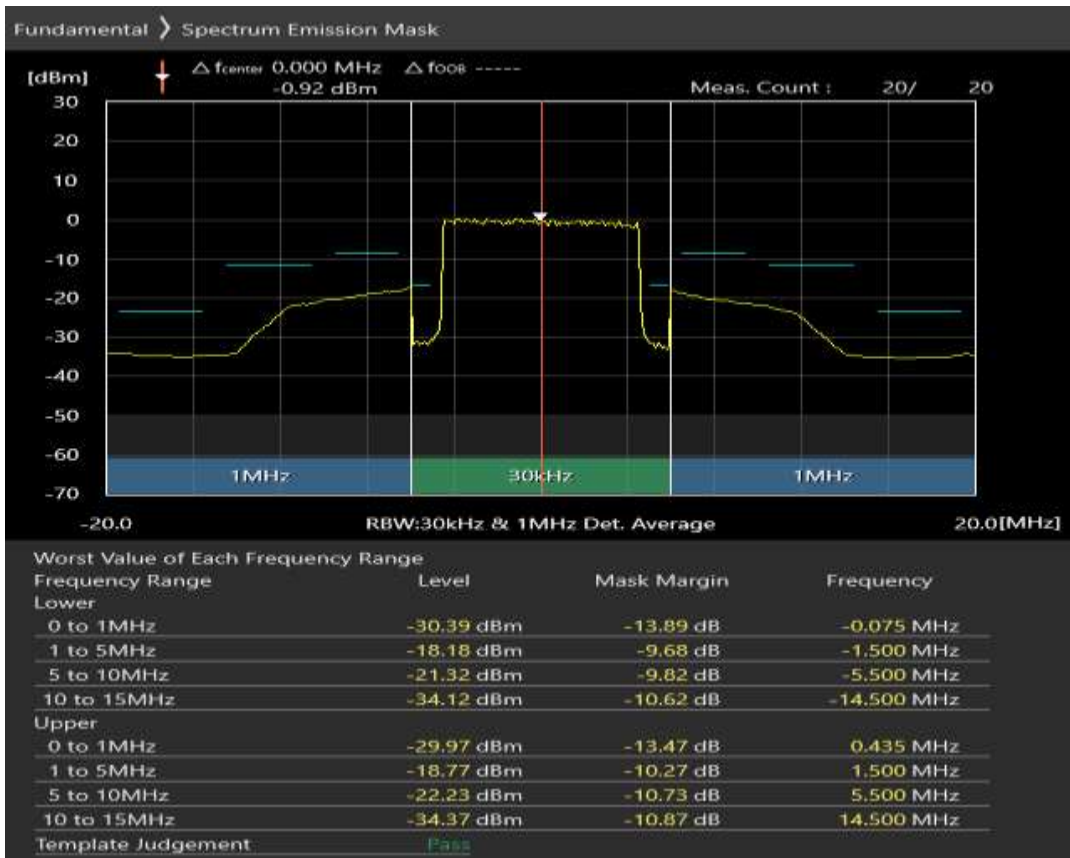 Fundamental ❯ Spectrum Emission Mask
[dBm] △ fcenter 0.000 MHz △ fOOB -----
-0.92 dBm Meas. Count : 20/ 20
30
20
10
0
-10
-20
-30
-40
-50
-60
1MHz 30kHz 1MHz
-70
-20.0 RBW:30kHz & 1MHz Det. Average 20.0[MHz]
Worst Value of Each Frequency Range
Frequency Range Level Mask Margin Frequency
Lower
0 to 1MHz -30.39 dBm -13.89 dB -0.075 MHz
1 to 5MHz -18.18 dBm -9.68 dB -1.500 MHz
5 to 10MHz -21.32 dBm -9.82 dB -5.500 MHz
10 to 15MHz -34.12 dBm -10.62 dB -14.500 MHz
Upper
0 to 1MHz -29.97 dBm -13.47 dB 0.435 MHz
1 to 5MHz -18.77 dBm -10.27 dB 1.500 MHz
5 to 10MHz -22.23 dBm -10.73 dB 5.500 MHz
10 to 15MHz -34.37 dBm -10.87 dB 14.500 MHz
Template Judgement Pass